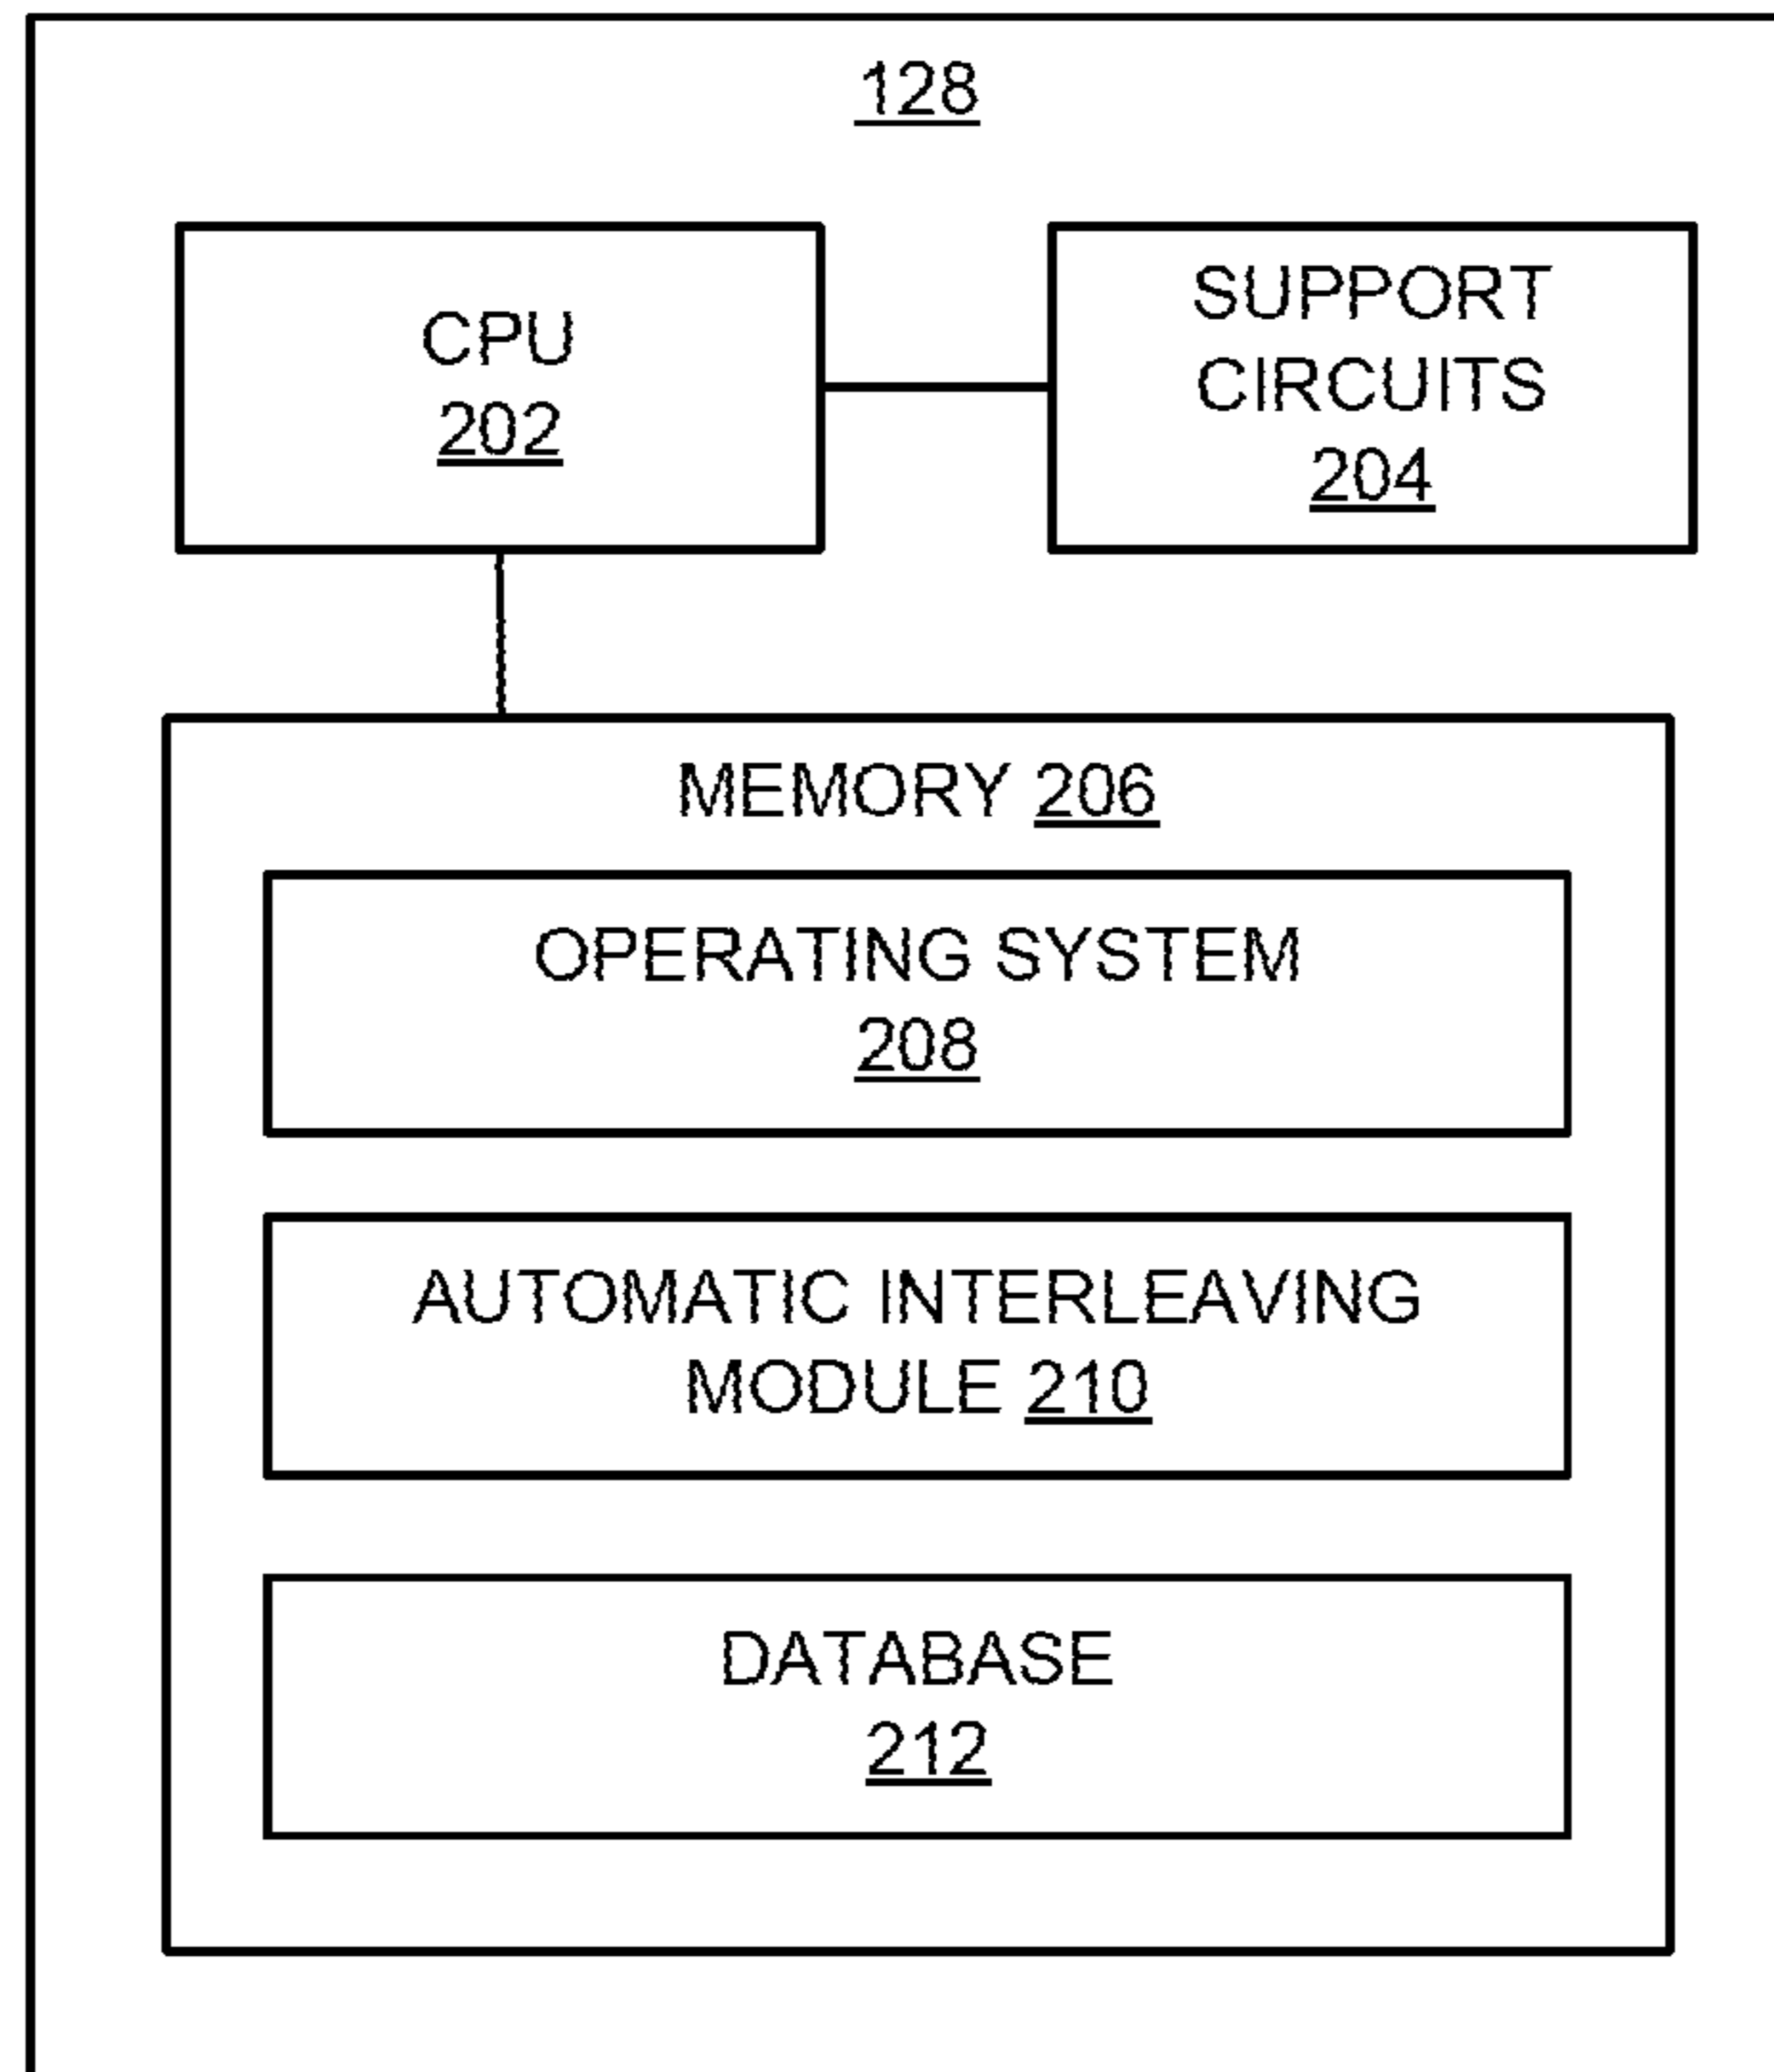 128
CPU
202
SUPPORT
CIRCUITS
204
MEMORY 206
OPERATING SYSTEM
208
AUTOMATIC INTERLEAVING
MODULE 210
DATABASE
212